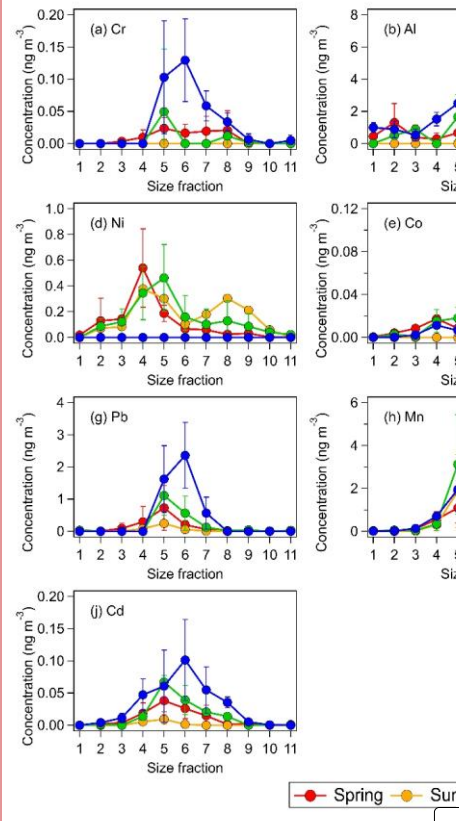 (a) Cr
Concentration (ng m⁻³)
0.20
0.15
0.10
0.05
0.00
1 2 3 4 5 6 7 8 9 10 11
Size fraction
(b) Al
Concentration (ng m⁻³)
8
6
4
2
0
1 2 3 4
Siz
(d) Ni
Concentration (ng m⁻³)
1.0
0.8
0.6
0.4
0.2
0.0
1 2 3 4 5 6 7 8 9 10 11
Size fraction
(e) Co
Concentration (ng m⁻³)
0.12
0.08
0.04
0.00
1 2 3 4
Siz
(g) Pb
Concentration (ng m⁻³)
4
3
2
1
0
1 2 3 4 5 6 7 8 9 10 11
Size fraction
(h) Mn
Concentration (ng m⁻³)
6
4
2
0
1 2 3 4
Siz
(j) Cd
Concentration (ng m⁻³)
0.20
0.15
0.10
0.05
0.00
1 2 3 4 5 6 7 8 9 10 11
Size fraction
Spring Sur